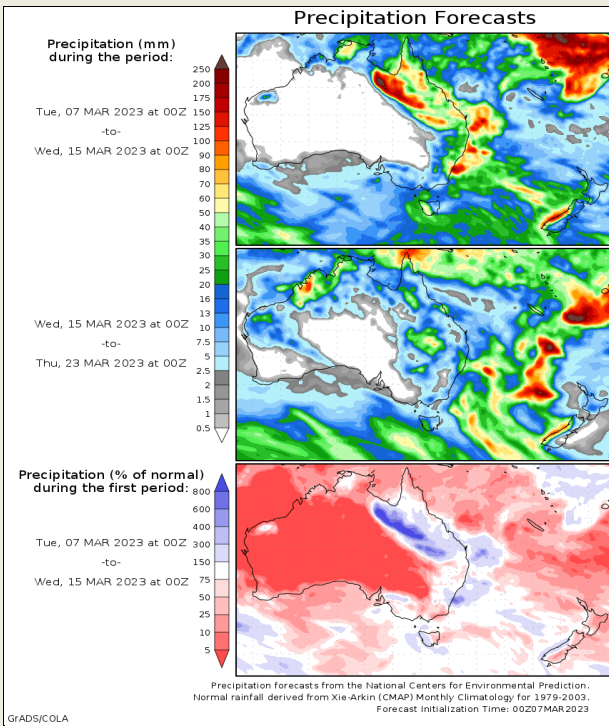 Precipitation Forecasts
Precipitation (mm)
during the period:
Tue, 07 MAR 2023 at 00Z
-to-
Wed, 15 MAR 2023 at 00Z
250
200
175
150
125
100
90
80
70
60
50
40
35
30
25
20
16
13
10
7.5
5
2.5
2
1.5
1
0.5
Wed, 15 MAR 2023 at 00Z
-to-
Thu, 23 MAR 2023 at 00Z
Precipitation (% of normal)
during the first period:
Tue, 07 MAR 2023 at 00Z
-to-
Wed, 15 MAR 2023 at 00Z
800
600
400
300
150
75
50
25
10
5
Precipitation forecasts from the National Centers for Environmental Prediction.
Normal rainfall derived from Xie-Arkin (CMAP) Monthly Climatology for 1979-2003.
Forecast Initialization Time: 00Z07MAR2023
GrADS/COLA